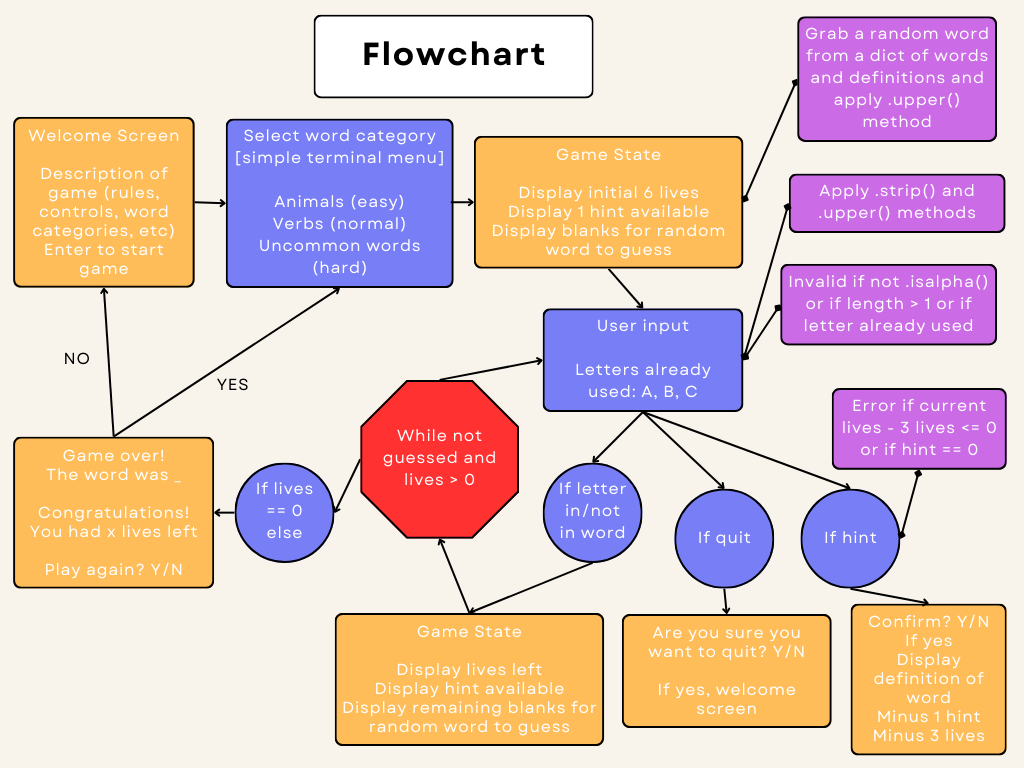 Flowchart
Welcome Screen
Description of
game (rules,
controls, word
categories, etc)
Enter to start
game
Select word category
[simple terminal menu]
Animals (easy)
Verbs (normal)
Uncommon words
(hard)
Game State
Display initial 6 lives
Display 1 hint available
Display blanks for random
word to guess
Grab a random word
from a dict of words
and definitions and
apply .upper()
method
Apply .strip() and
.upper() methods
Invalid if not .isalpha()
or if length > 1 or if
letter already used
User input
Letters already
used: A, B, C
NO
YES
While not
guessed and
lives > 0
Error if current
lives - 3 lives <= 0
or if hint == 0
Game over!
The word was _
Congratulations!
You had x lives left
Play again? Y/N
If lives
== 0
else
If letter
in/not
in word
If quit
If hint
Game State
Display lives left
Display hint available
Display remaining blanks for
random word to guess
Are you sure you
want to quit? Y/N
If yes, welcome
screen
Confirm? Y/N
If yes
Display
definition of
word
Minus 1 hint
Minus 3 lives